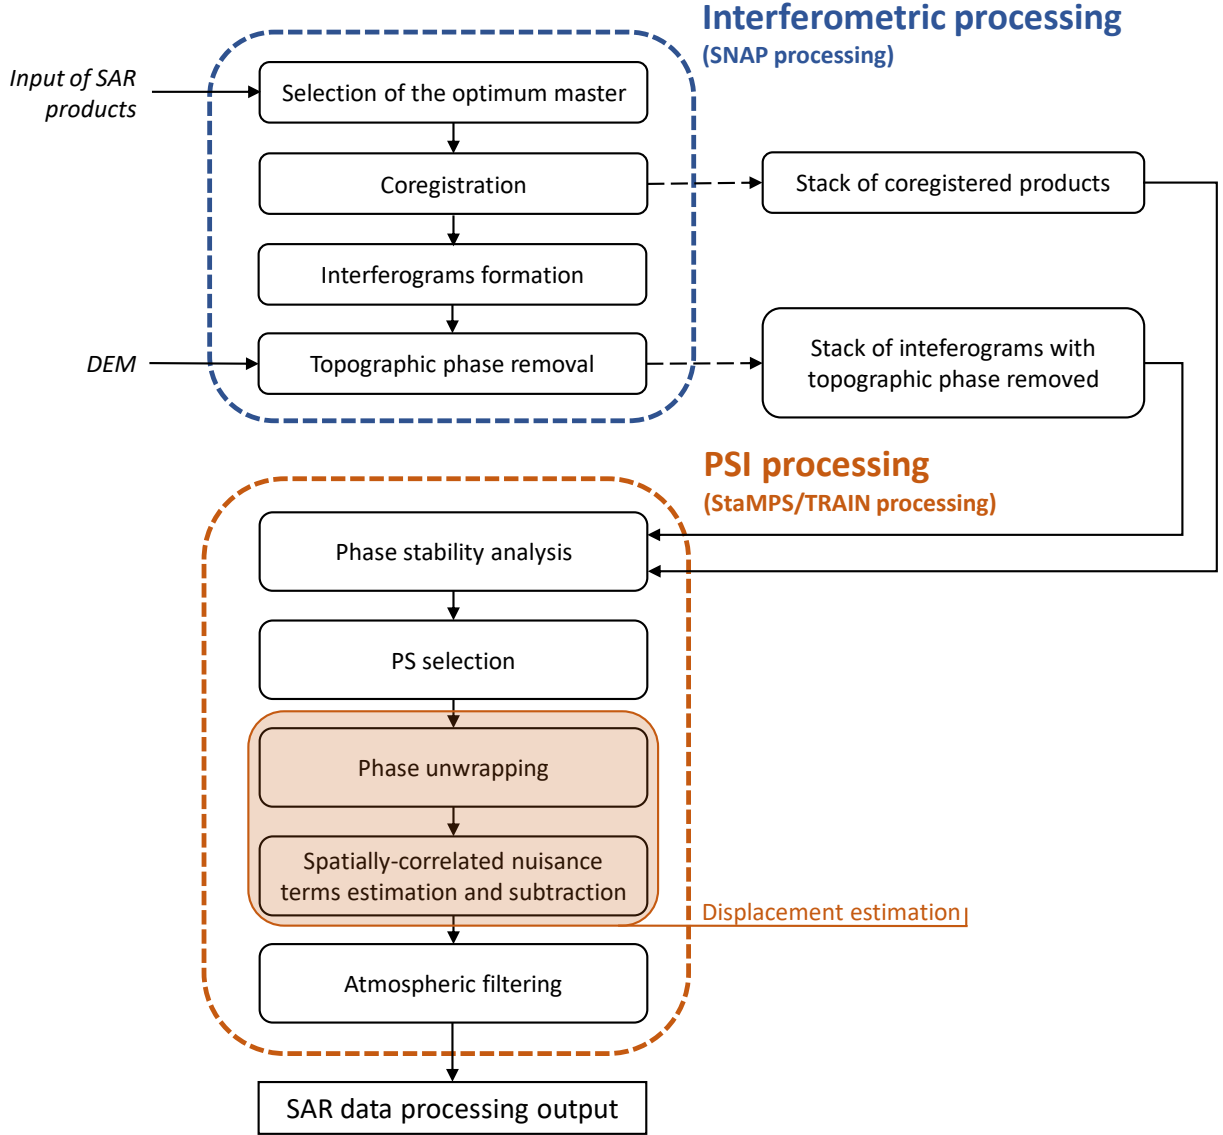 Interferometric processing
(SNAP processing)
Input of SAR
products
Selection of the optimum master
Coregistration
Stack of coregistered products
Interferograms formation
DEM
Topographic phase removal
Stack of inteferograms with
topographic phase removed
PSI processing
(StaMPS/TRAIN processing)
Phase stability analysis
PS selection
Phase unwrapping
Spatially-correlated nuisance
terms estimation and subtraction
Displacement estimation
Atmospheric filtering
SAR data processing output